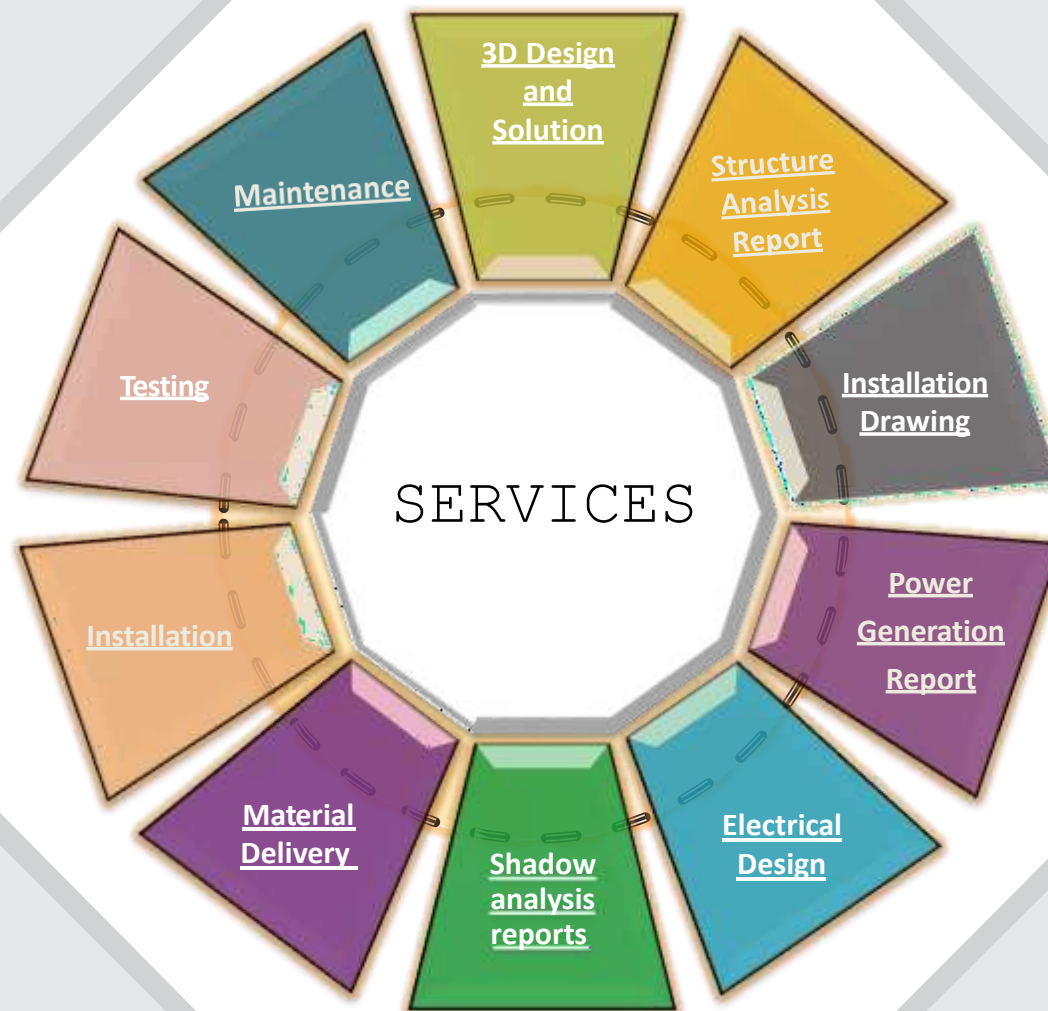 3D Design
and
Solution
Structure
Analysis
Report
Installation
Drawing
Power
Generation
Report
Electrical
Design
Shadow
analysis
reports
Material
Delivery
Installation
Testing
Maintenance
SERVICES